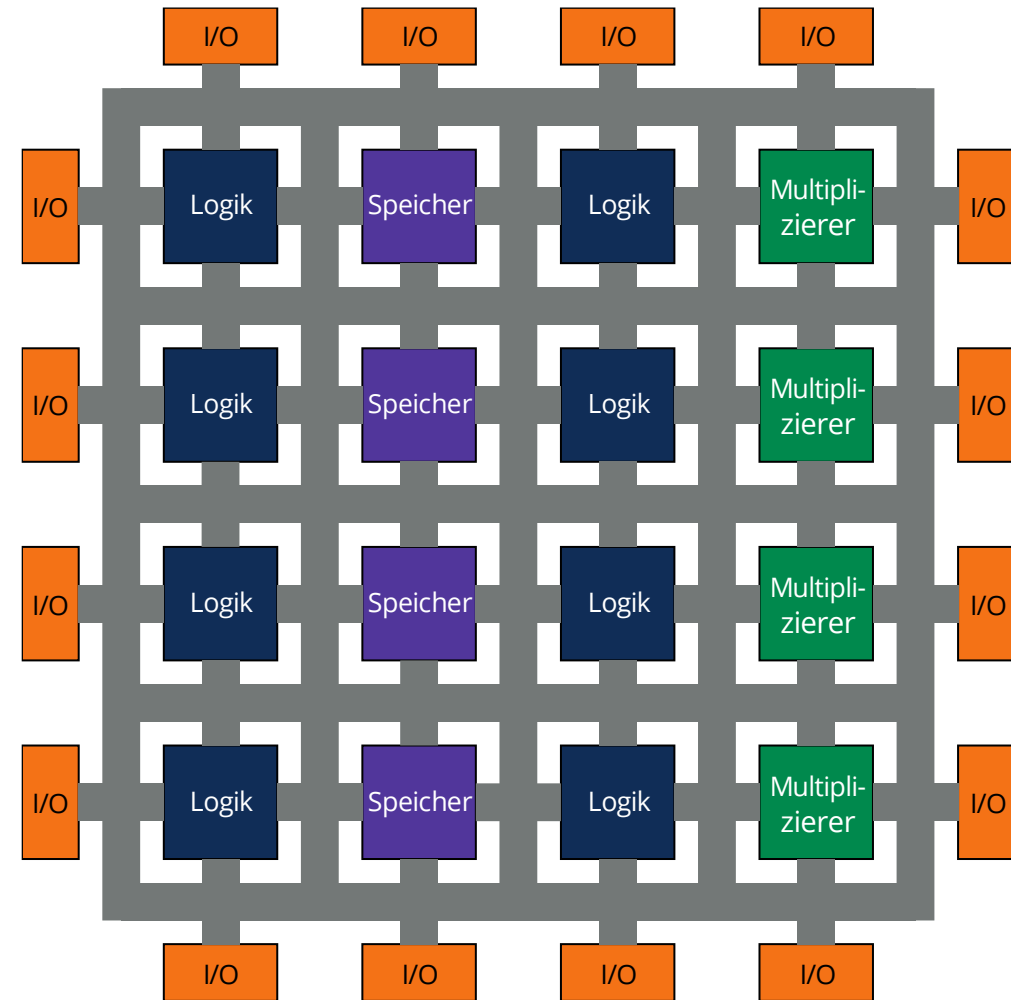 I/O
I/O
I/O
I/O
I/O
Logik
Speicher
Logik
Multipli-
zierer
I/O
I/O
Logik
Speicher
Logik
Multipli-
zierer
I/O
I/O
Logik
Speicher
Logik
Multipli-
zierer
I/O
I/O
Logik
Speicher
Logik
Multipli-
zierer
I/O
I/O
I/O
I/O
I/O